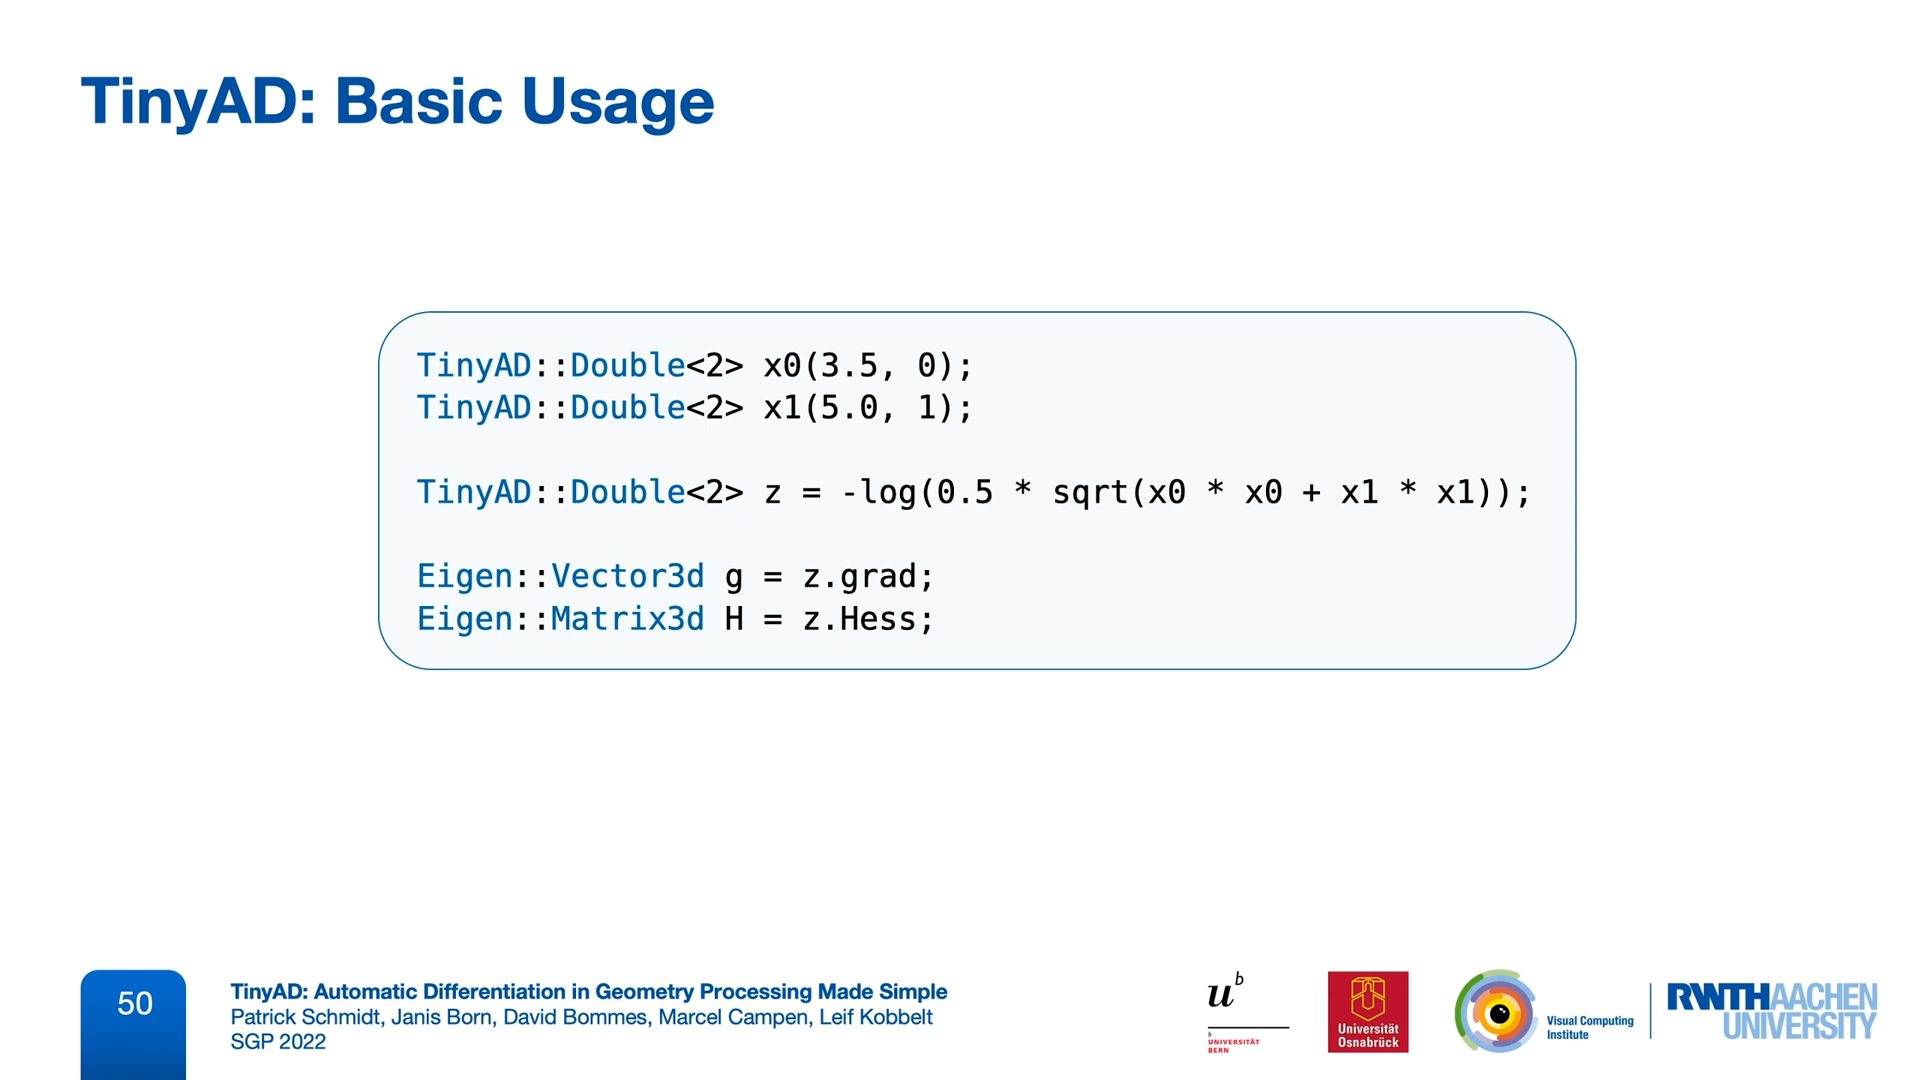 TinyAD: Basic Usage
TinyAD::Double<2> x0(3.5, 0);
TinyAD::Double<2> x1(5.0, 1);
TinyAD::Double<2> z = -log(0.5 * sqrt(x0 * x0 + x1 * x1));
Eigen::Vector3d g = z.grad;
Eigen::Matrix3d H = z.Hess;
50
TinyAD: Automatic Differentiation in Geometry Processing Made Simple
Patrick Schmidt, Janis Born, David Bommes, Marcel Campen, Leif Kobbelt
SGP 2022
u b
b
UNIVERSITÄT
BERN
Universität
Osnabrück
Visual Computing
Institute
RWTH AACHEN
UNIVERSITY